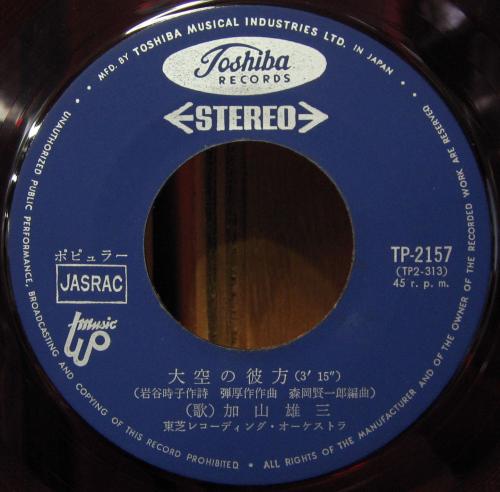 MFD. BY TOSHIBA MUSICAL INDUSTRIES LTD. IN JAPAN
Toshiba
RECORDS
STEREO
ポピュラー
JASRAC
music
TP-2157
(TP2-313)
45 r.p.m.
大空の彼方(3′15″)
(岩谷時子作詩 弾厚作作曲 森岡賢一郎編曲)
(歌)加山雄三
東芝レコーディング・オーケストラ
UNAUTHORIZED PUBLIC PERFORMANCE, BROADCASTING AND COPYING OF THIS RECORD PROHIBITED ★ ALL RIGHTS OF THE MANUFACTURER AND OF THE OWNER OF THE RECORDED WORK ARE RESERVED